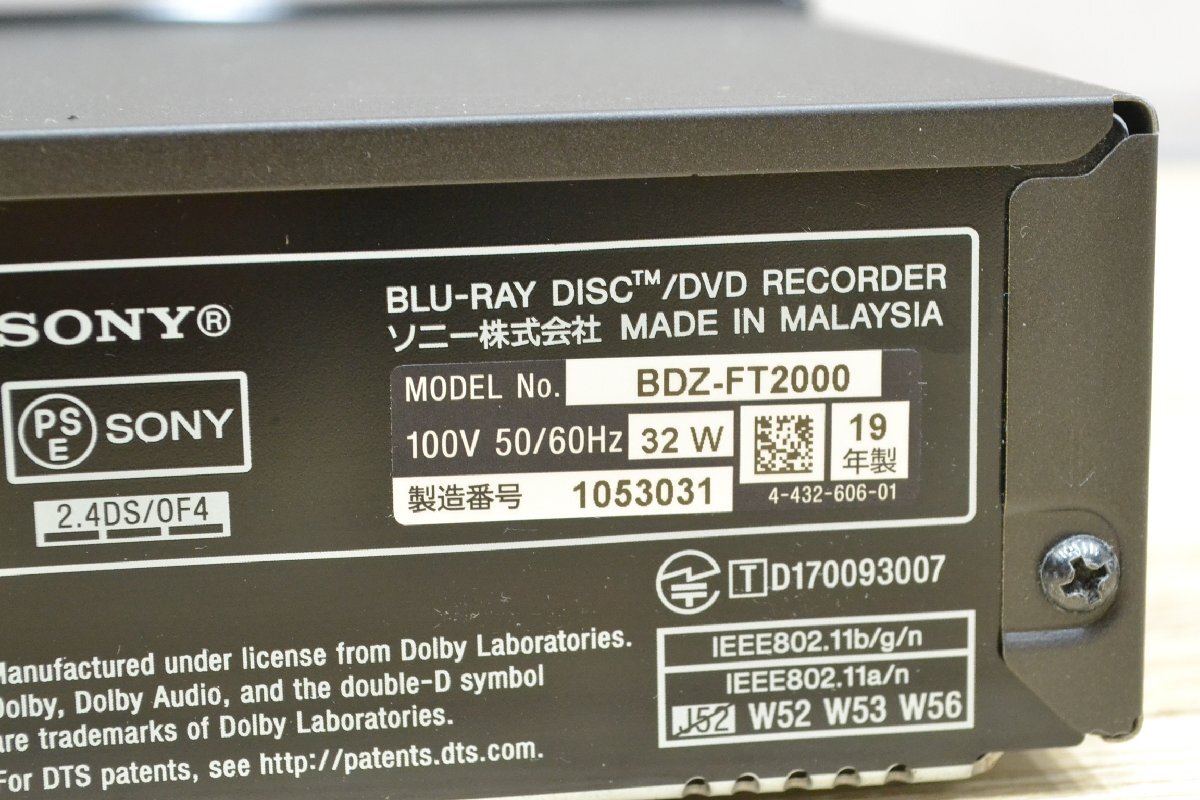 SONY®
BLU-RAY DISC™/DVD RECORDER
ソニー株式会社 MADE IN MALAYSIA
PSE SONY
MODEL No. BDZ-FT2000
100V 50/60Hz 32 W
19
年製
製造番号 1053031
4-432-606-01
2.4DS/OF4
T D170093007
IEEE802.11b/g/n
IEEE802.11a/n
J52 W52 W53 W56
Manufactured under license from Dolby Laboratories.
Dolby, Dolby Audio, and the double-D symbol
are trademarks of Dolby Laboratories.
For DTS patents, see http://patents.dts.com.